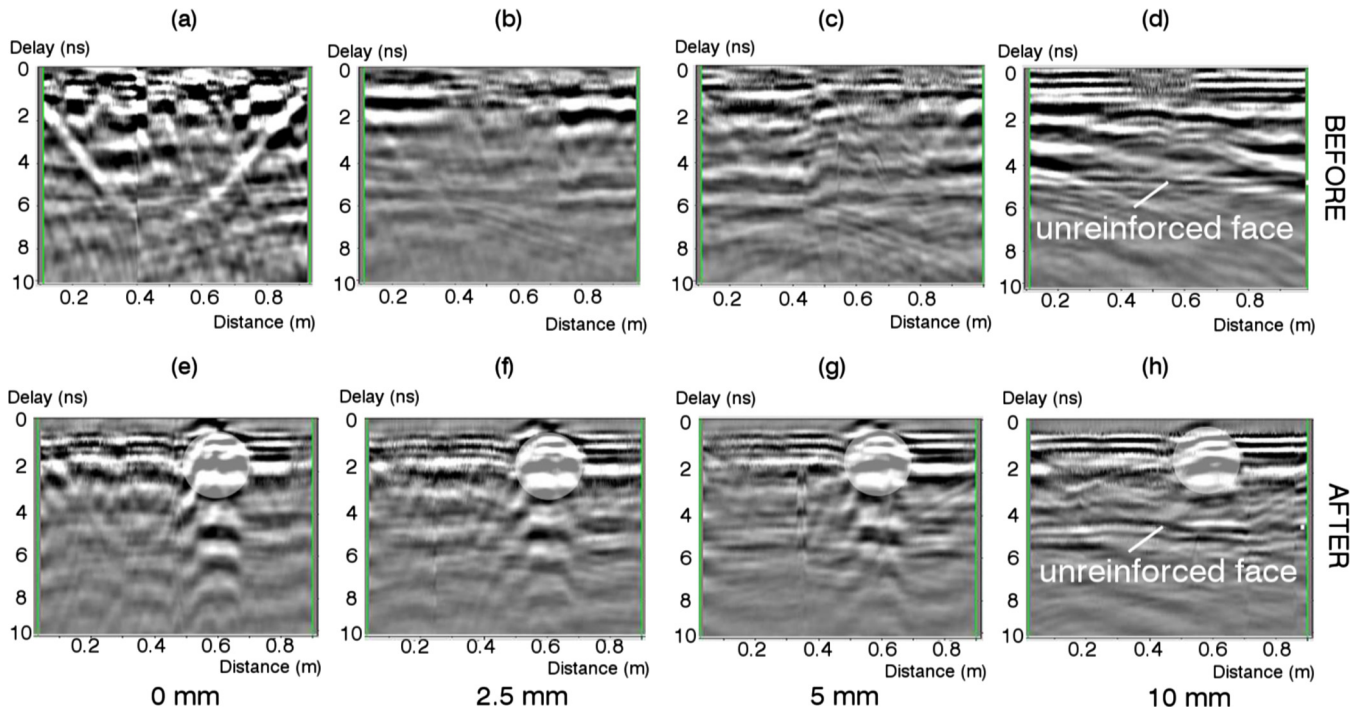 (a) (b) (c) (d)
Delay (ns) Delay (ns) Delay (ns) Delay (ns)
0 0 0 0
2 2 2 2
4 4 4 4
unreinforced face
6 6 6 6
8 8 8 8
10 10 10 10
0.2 0.4 0.6 0.8 0.2 0.4 0.6 0.8 0.2 0.4 0.6 0.8 0.2 0.4 0.6 0.8
Distance (m) Distance (m) Distance (m) Distance (m)
BEFORE
(e) (f) (g) (h)
Delay (ns) Delay (ns) Delay (ns) Delay (ns)
0 0 0 0
2 2 2 2
4 4 4 4
6 6 6 6
unreinforced face
8 8 8 8
10 10 10 10
0.2 0.4 0.6 0.8 0.2 0.4 0.6 0.8 0.2 0.4 0.6 0.8 0.2 0.4 0.6 0.8
Distance (m) Distance (m) Distance (m) Distance (m)
AFTER
0 mm 2.5 mm 5 mm 10 mm